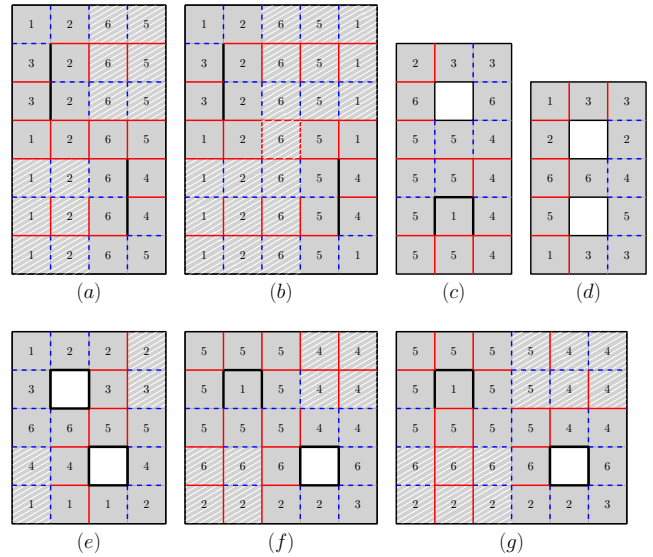 1 2 6 5
3 2 6 5
3 2 6 5
1 2 6 5
1 2 6 4
1 2 6 4
1 2 6 5
(a)
1 2 6 5 1
3 2 6 5 1
3 2 6 5 1
1 2 6 5 1
1 2 6 5 4
1 2 6 5 4
1 2 6 5 1
(b)
2 3 3
6 6
5 5 4
5 5 4
5 1 4
5 5 4
(c)
1 3 3
2 2
6 6 4
5 5
1 3 3
(d)
1 2 2 2
3 3 3
6 6 5 5
4 4 4
1 1 1 2
(e)
5 5 5 4 4
5 1 5 4 4
5 5 5 4 4
6 6 6 6
2 2 2 2 3
(f)
5 5 5 5 4 4
5 1 5 5 4 4
5 5 5 5 4 4
6 6 6 6 6
2 2 2 2 2 3
(g)